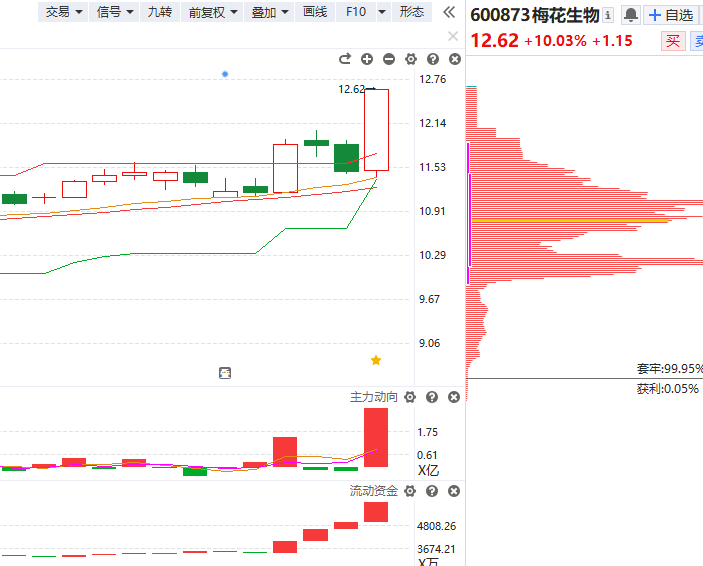 交易 信号 九转 前复权 叠加 画线 F10 形态
600873梅花生物 自选
12.62 +10.03% +1.15 买
12.76
12.62
12.14
11.53
10.91
10.29
9.67
9.06
套牢:99.95%
获利:0.05%
主力动向
1.75
0.61
X亿
流动资金
4808.26
3674.21
X万